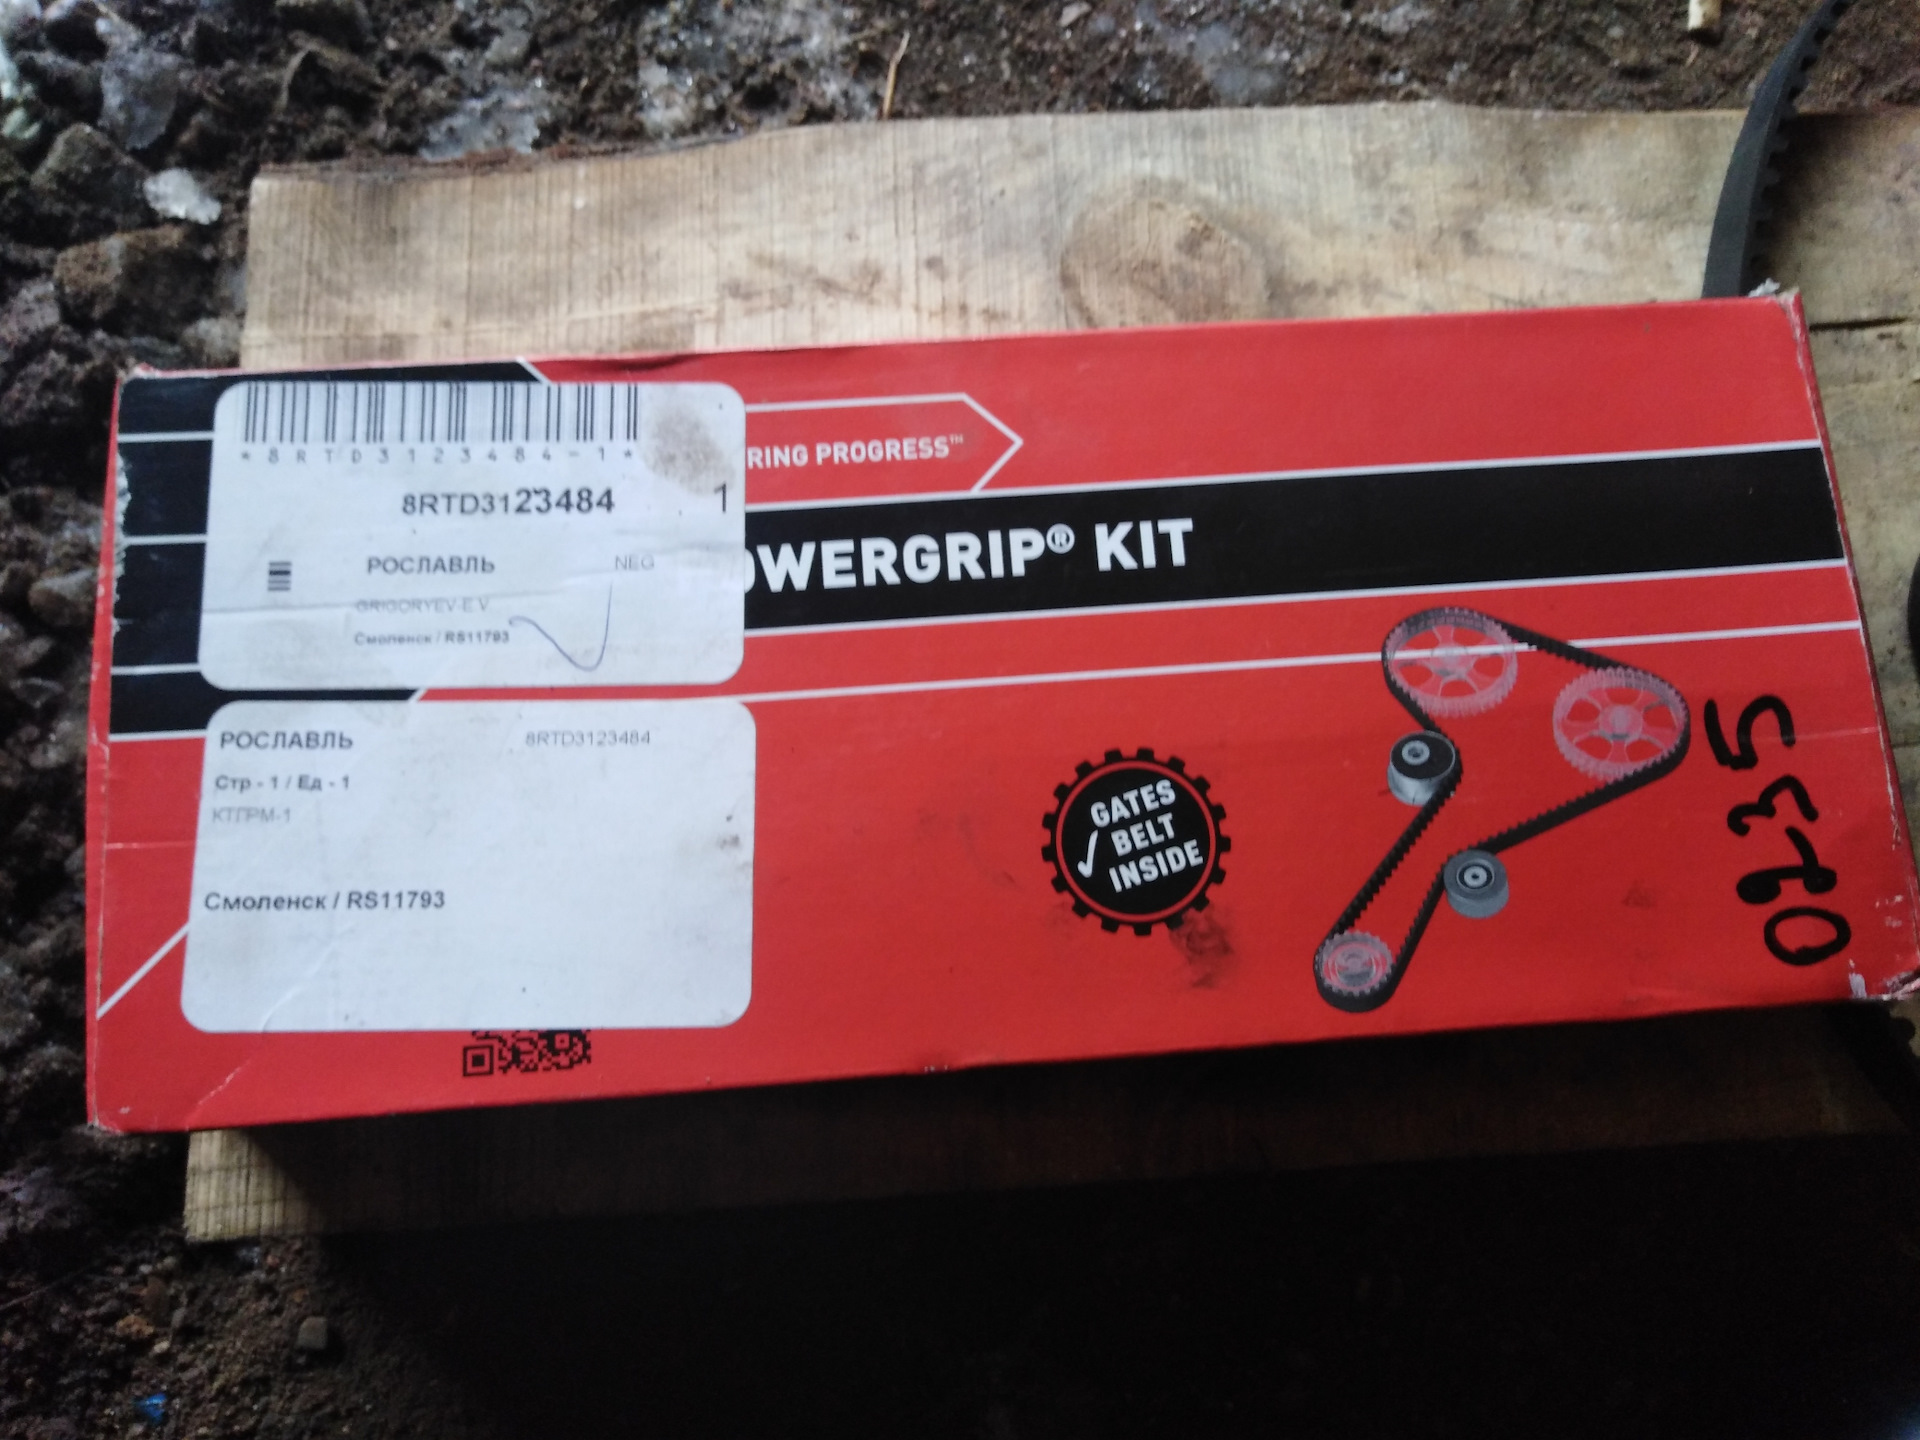 *8RTD3123484-1*
8RTD3123484 1
РОСЛАВЛЬ NEG
GRIGORYEV-E.V
Смоленск / RS11793
РОСЛАВЛЬ 8RTD3123484
Стр - 1 / Ед - 1
КТГРМ-1
Смоленск / RS11793
RING PROGRESS™
OWERGRIP® KIT
GATES
BELT
INSIDE
0235